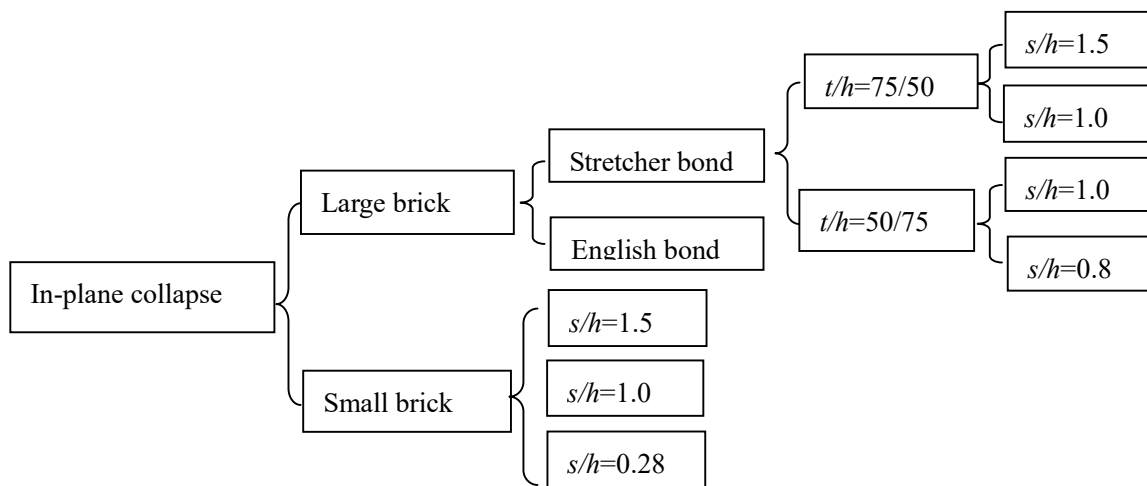 In-plane collapse
Large brick
Stretcher bond
t/h=75/50
s/h=1.5
s/h=1.0
t/h=50/75
s/h=1.0
s/h=0.8
English bond
Small brick
s/h=1.5
s/h=1.0
s/h=0.28